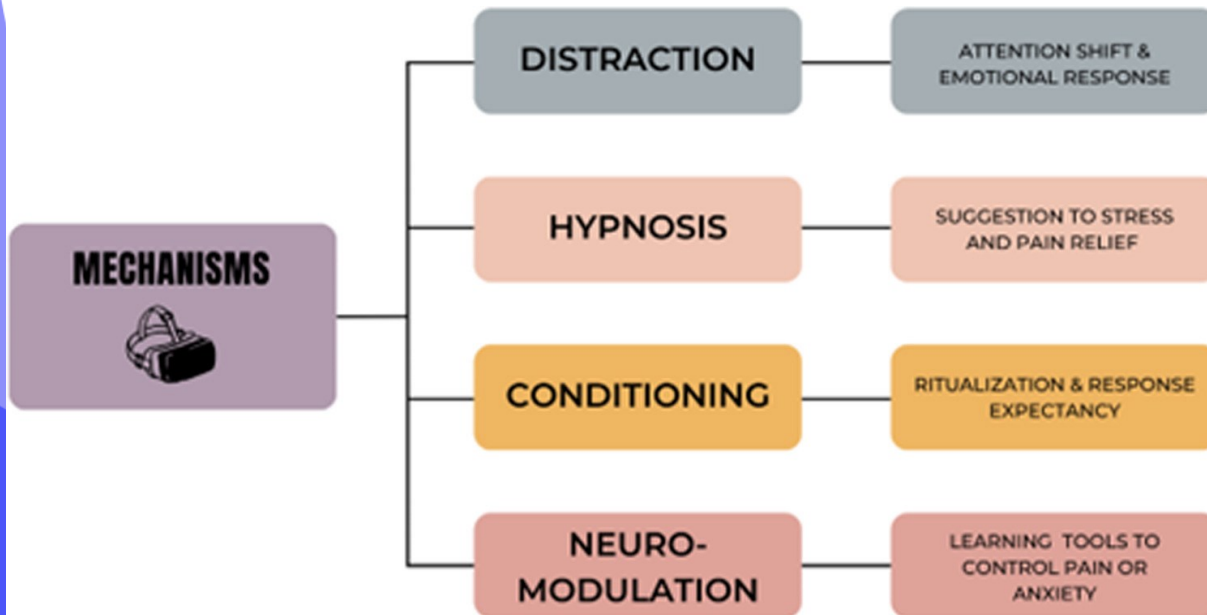 DISTRACTION
ATTENTION SHIFT &
EMOTIONAL RESPONSE
HYPNOSIS
SUGGESTION TO STRESS
AND PAIN RELIEF
MECHANISMS
CONDITIONING
RITUALIZATION & RESPONSE
EXPECTANCY
NEURO-
MODULATION
LEARNING TOOLS TO
CONTROL PAIN OR
ANXIETY